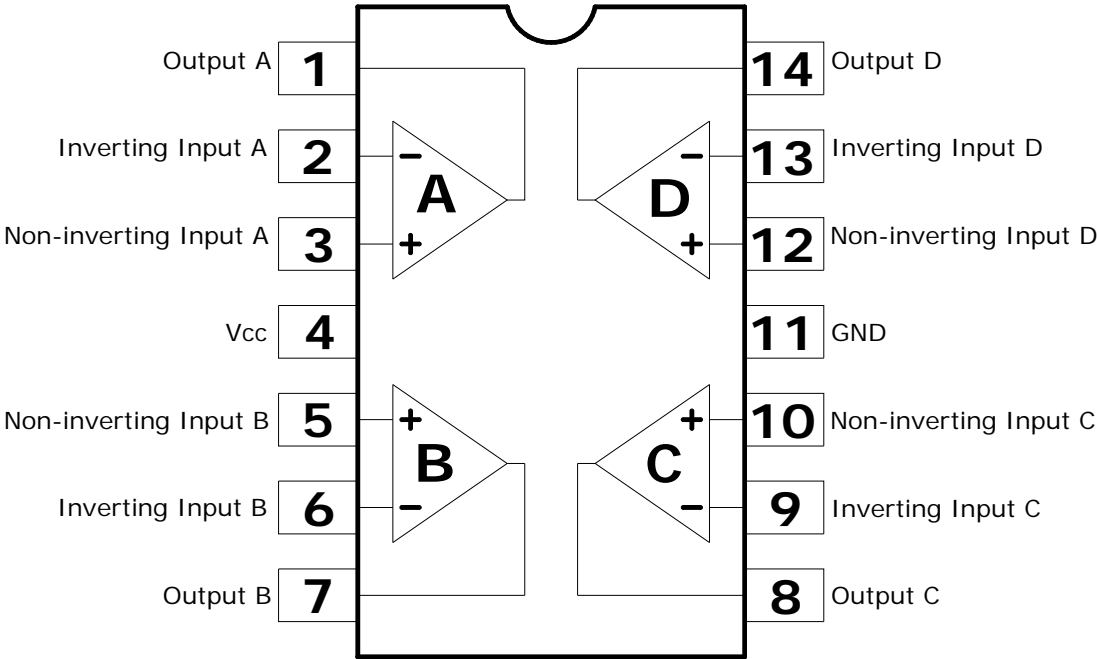 Output A 1
14 Output D
Inverting Input A 2
13 Inverting Input D
A
D
Non-inverting Input A 3
12 Non-inverting Input D
Vcc 4
11 GND
Non-inverting Input B 5
10 Non-inverting Input C
B
C
Inverting Input B 6
9 Inverting Input C
Output B 7
8 Output C